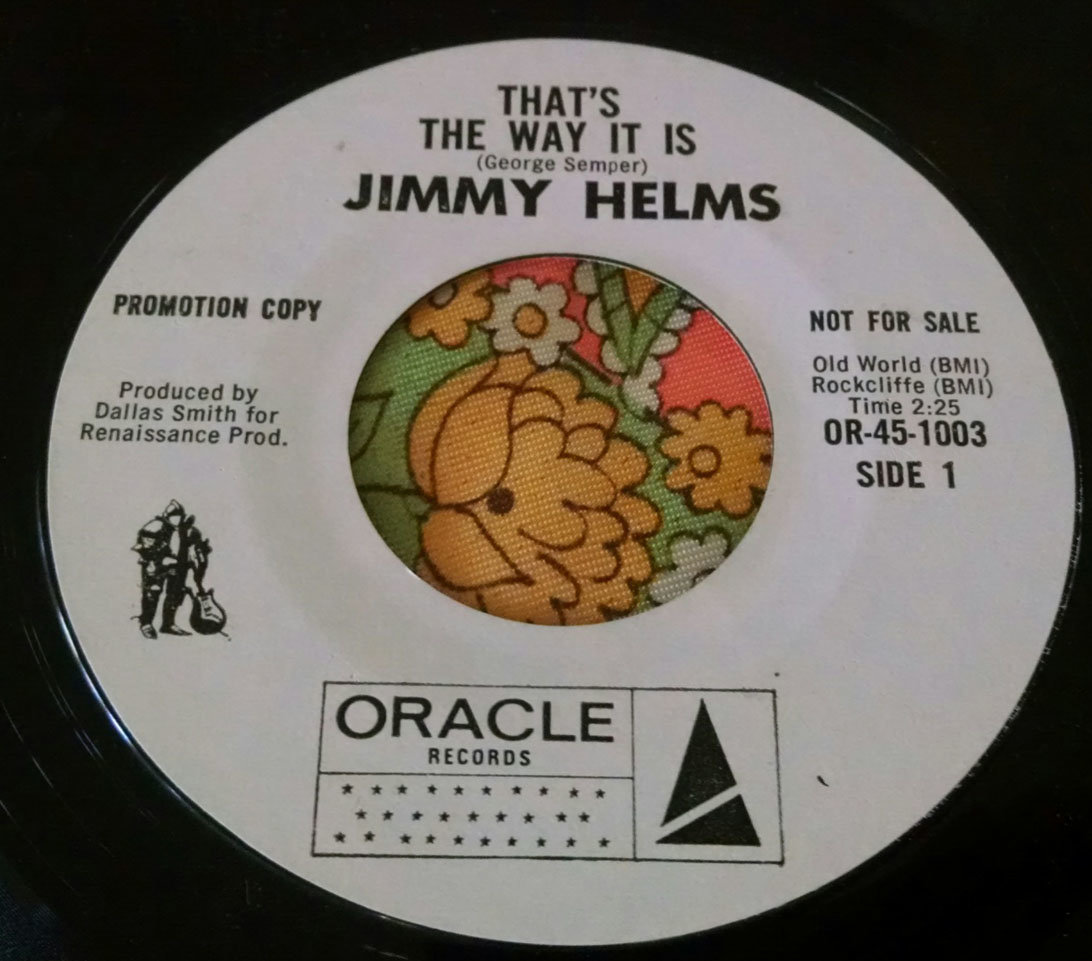 THAT'S
THE WAY IT IS
(George Semper)
JIMMY HELMS
PROMOTION COPY
Produced by
Dallas Smith for
Renaissance Prod.
NOT FOR SALE
Old World (BMI)
Rockcliffe (BMI)
Time 2:25
OR-45-1003
SIDE 1
ORACLE
RECORDS